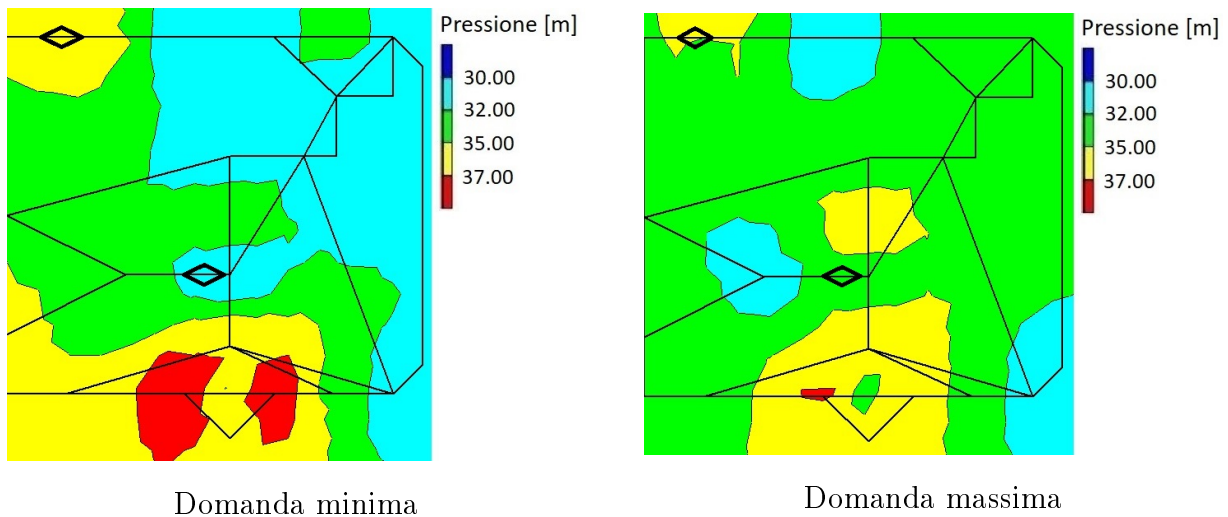 Pressione [m]
30.00
32.00
35.00
37.00
Domanda minima
Pressione [m]
30.00
32.00
35.00
37.00
Domanda massima